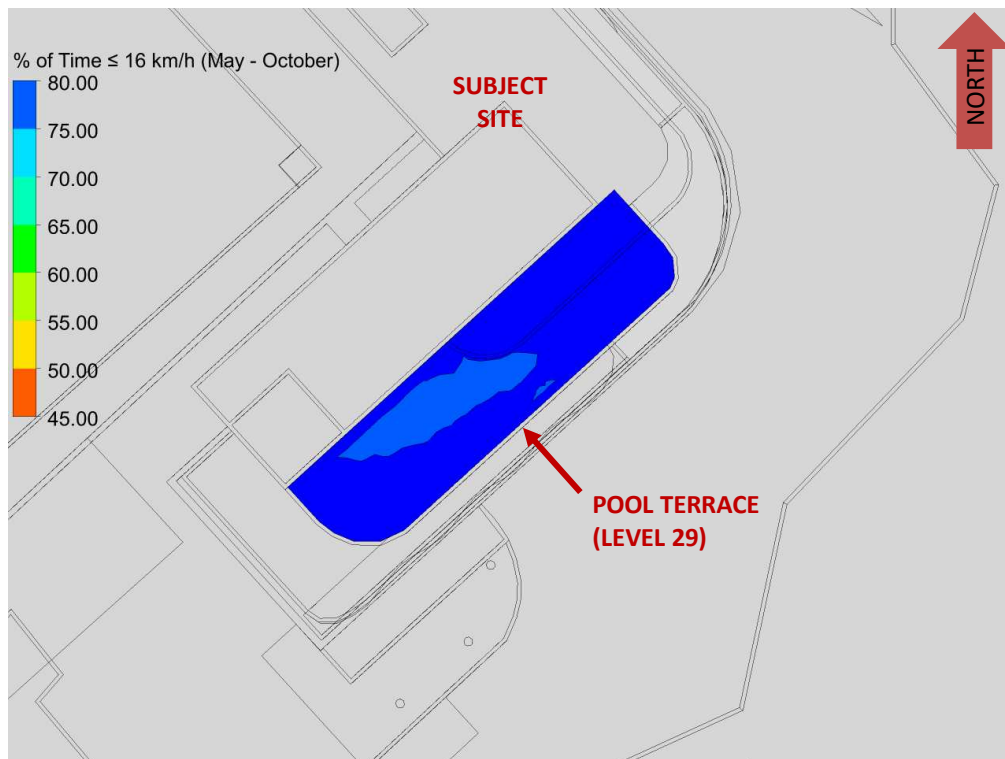 % of Time ≤ 16 km/h (May - October)
80.00
75.00
70.00
65.00
60.00
55.00
50.00
45.00
SUBJECT
SITE
NORTH
POOL TERRACE
(LEVEL 29)